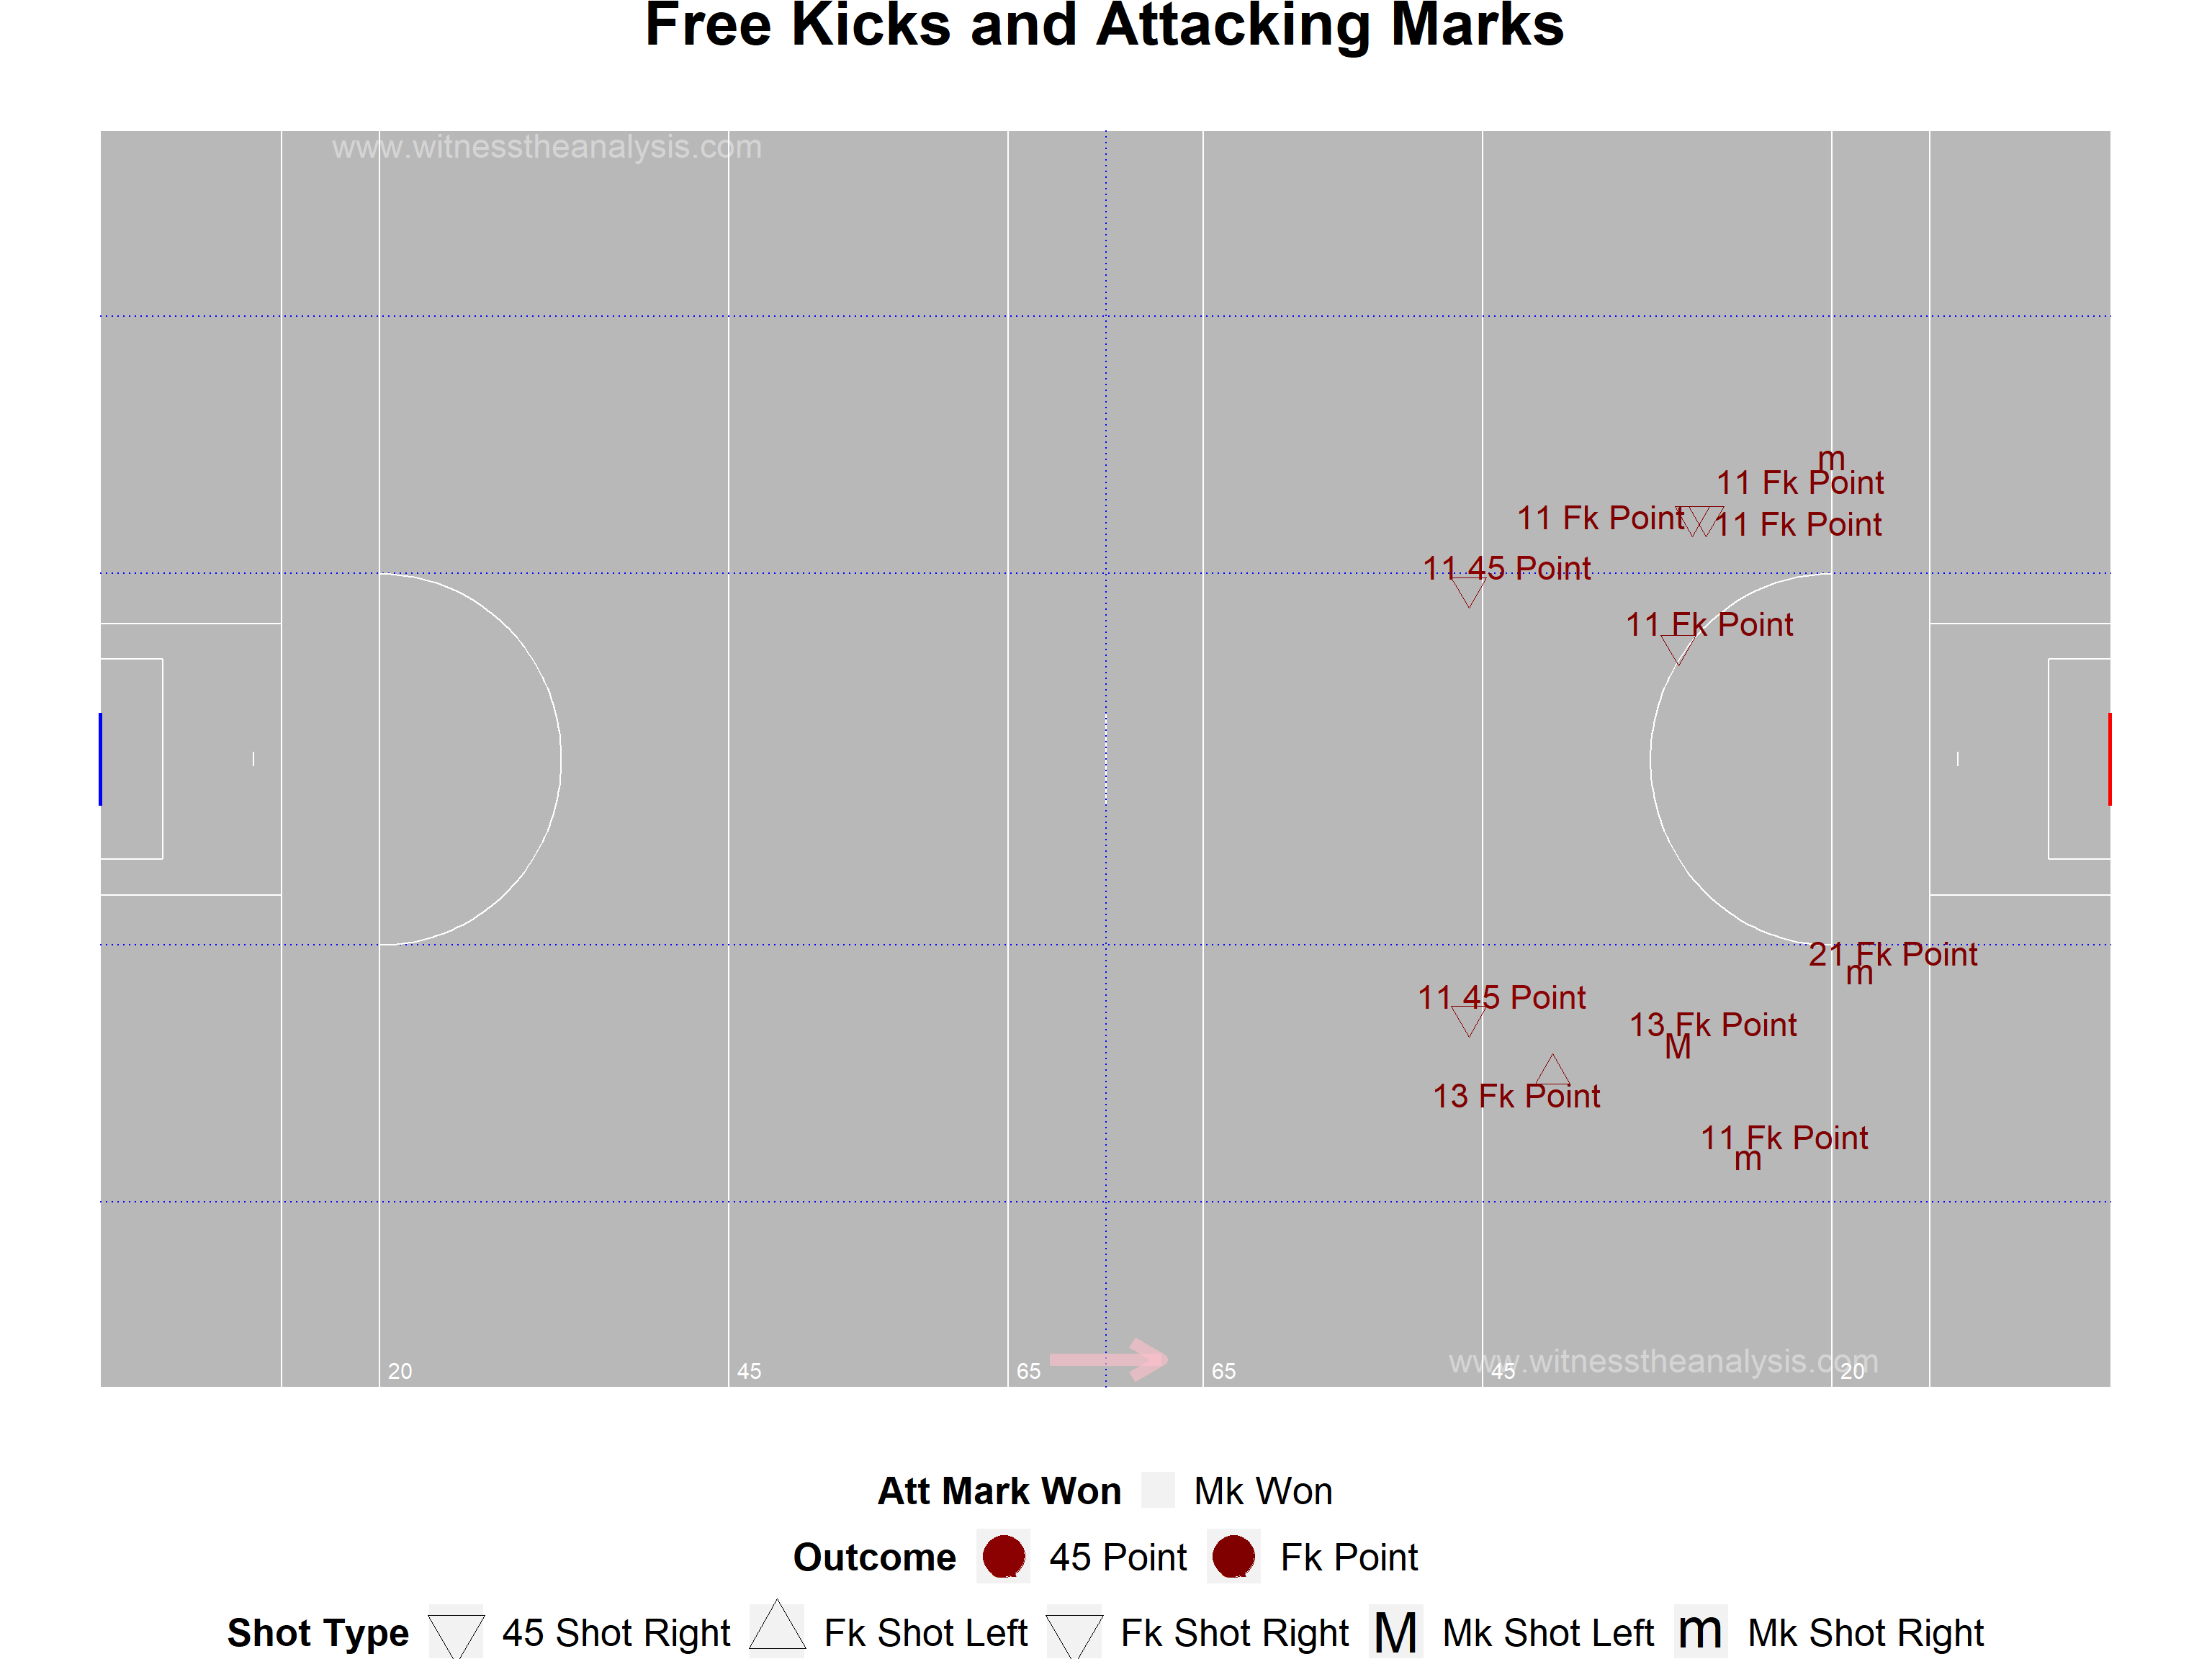 Free Kicks and Attacking Marks
www.witnesstheanalysis.com
m
11 Fk Point
11 Fk Point
11 Fk Point
11 45 Point
11 Fk Point
21 Fk Point
m
11 45 Point
13 Fk Point
M
13 Fk Point
11 Fk Point
m
www.witnesstheanalysis.com
20 45 65 65 45 20
Att Mark Won Mk Won
Outcome 45 Point Fk Point
Shot Type 45 Shot Right Fk Shot Left Fk Shot Right M Mk Shot Left m Mk Shot Right